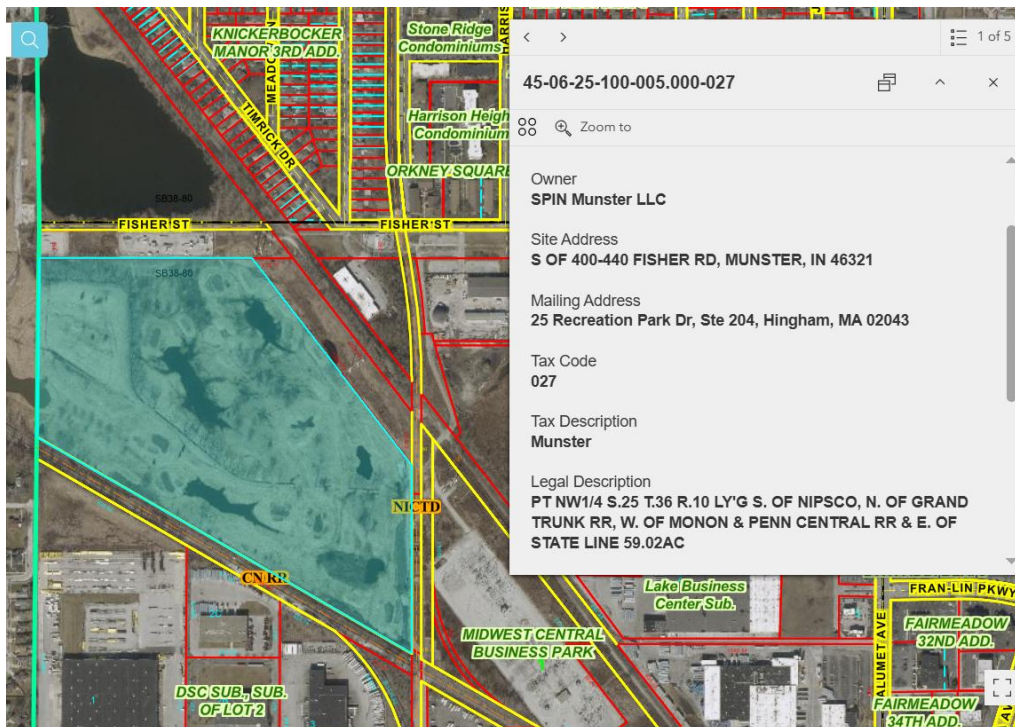 KNICKERBOCKER
MANOR 3RD ADD.
Stone Ridge
Condominiums
TIMRICK DR
Harrison Heigh
Condominium
ORKNEY SQUARE
SB38-80
FISHER ST
FISHER ST
SB38-80
NICTD
CN RR
MIDWEST CENTRAL
BUSINESS PARK
DSC SUB., SUB.
OF LOT 2
1
3
Lake Business
Center Sub.
FRAN-LIN PKWY
FAIRMEADOW
32ND ADD.
ALUMET AVE
FAIRMEADOW
34TH ADD
1 of 5
45-06-25-100-005.000-027
Zoom to
Owner
SPIN Munster LLC
Site Address
S OF 400-440 FISHER RD, MUNSTER, IN 46321
Mailing Address
25 Recreation Park Dr, Ste 204, Hingham, MA 02043
Tax Code
027
Tax Description
Munster
Legal Description
PT NW1/4 S.25 T.36 R.10 LY'G S. OF NIPSCO, N. OF GRAND
TRUNK RR, W. OF MONON & PENN CENTRAL RR & E. OF
STATE LINE 59.02AC